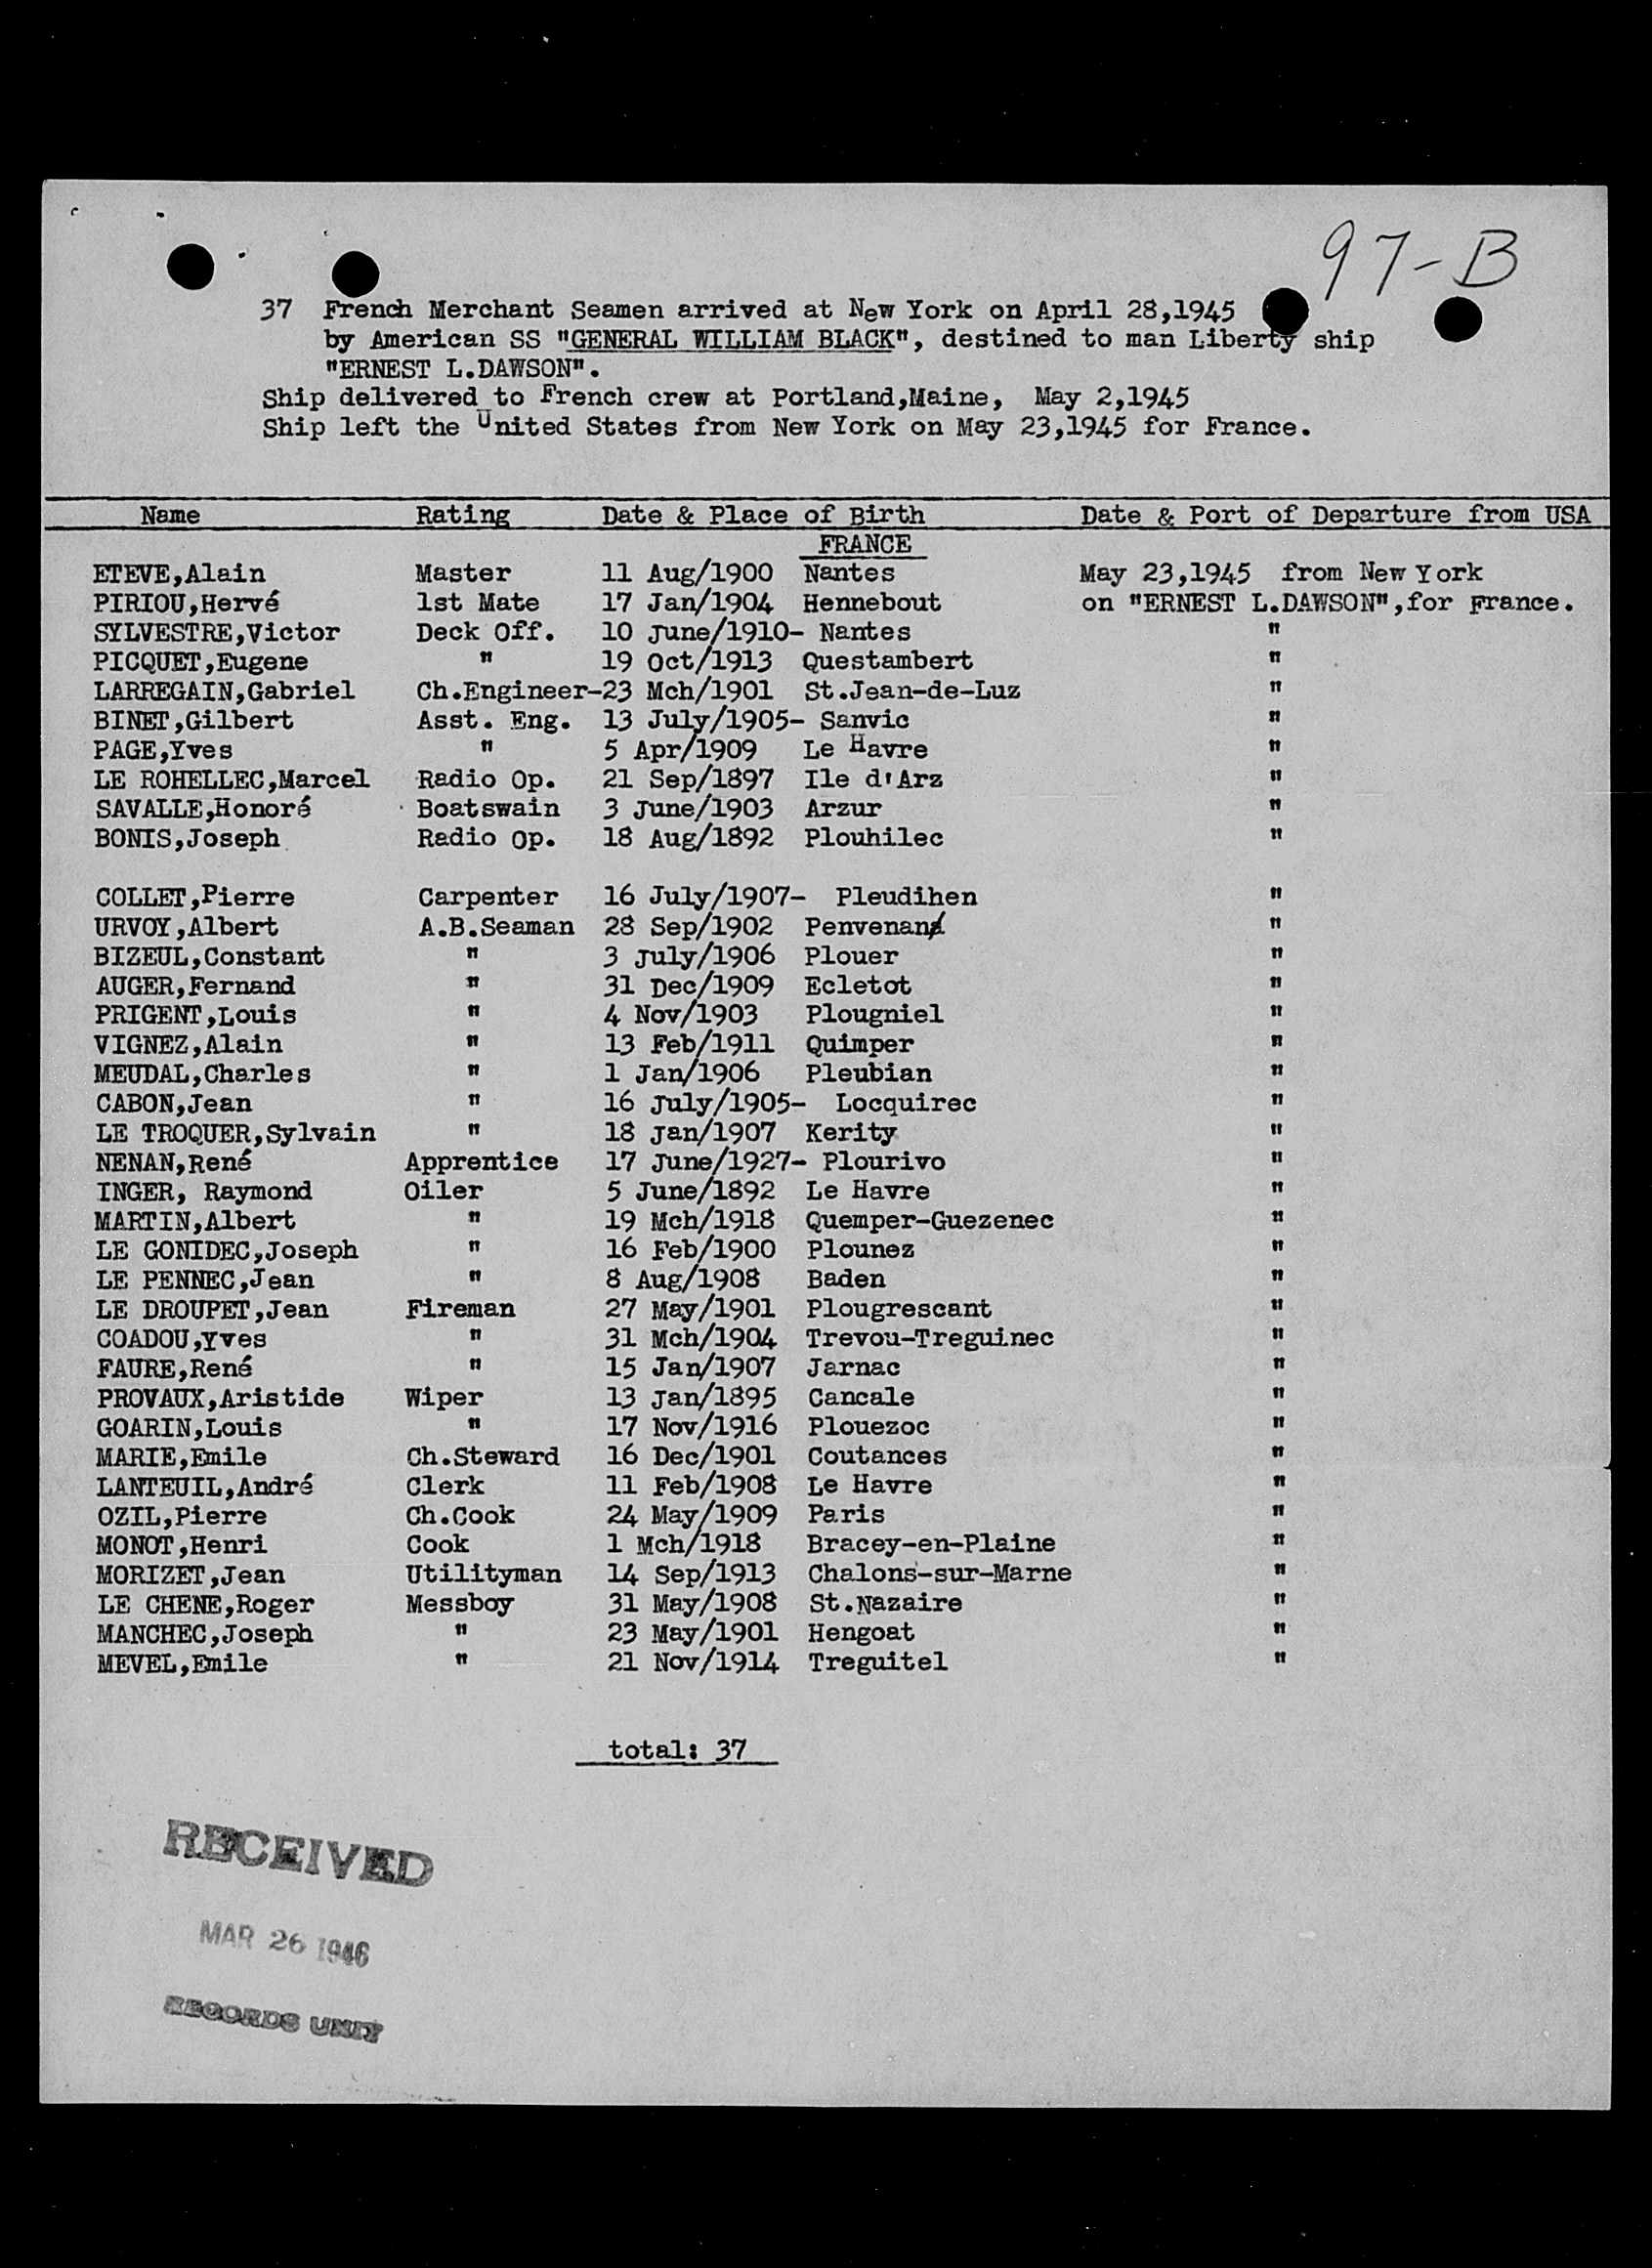 97-B
37 French Merchant Seamen arrived at New York on April 28,1945
by American SS "GENERAL WILLIAM BLACK", destined to man Liberty ship
"ERNEST L.DAWSON".
Ship delivered to French crew at Portland,Maine, May 2,1945
Ship left the United States from New York on May 23,1945 for France.
Name Rating Date & Place of Birth Date & Port of Departure from USA
FRANCE
ETEVE,Alain Master 11 Aug/1900 Nantes May 23,1945 from New York
PIRIOU,Hervé 1st Mate 17 Jan/1904 Hennebout on "ERNEST L.DAWSON",for France.
SYLVESTRE,Victor Deck Off. 10 June/1910- Nantes "
PICQUET,Eugene " 19 Oct/1913 Questambert "
LARREGAIN,Gabriel Ch.Engineer-23 Mch/1901 St.Jean-de-Luz "
BINET,Gilbert Asst. Eng. 13 July/1905- Sanvic "
PAGE,Yves " 5 Apr/1909 Le Havre "
LE ROHELLEC,Marcel Radio Op. 21 Sep/1897 Ile d'Arz "
SAVALLE,Honoré Boatswain 3 June/1903 Arzur "
BONIS,Joseph Radio Op. 18 Aug/1892 Plouhilec "
COLLET,Pierre Carpenter 16 July/1907- Pleudihen "
URVOY,Albert A.B.Seaman 28 Sep/1902 Penvenan "
BIZEUL,Constant " 3 July/1906 Plouer "
AUGER,Fernand " 31 Dec/1909 Ecletot "
PRIGENT,Louis " 4 Nov/1903 Plougniel "
VIGNEZ,Alain " 13 Feb/1911 Quimper "
MEUDAL,Charles " 1 Jan/1906 Pleubian "
CABON,Jean " 16 July/1905- Locquirec "
LE TROQUER,Sylvain " 18 Jan/1907 Kerity "
NENAN,René Apprentice 17 June/1927- Plourivo "
INGER, Raymond Oiler 5 June/1892 Le Havre "
MARTIN,Albert " 19 Mch/1918 Quemper-Guezenec "
LE GONIDEC,Joseph " 16 Feb/1900 Plounez "
LE PENNEC,Jean " 8 Aug/1908 Baden "
LE DROUPET,Jean Fireman 27 May/1901 Plougrescant "
COADOU,Yves " 31 Mch/1904 Trevou-Treguinec "
FAURE,René " 15 Jan/1907 Jarnac "
PROVAUX,Aristide Wiper 13 Jan/1895 Cancale "
GOARIN,Louis " 17 Nov/1916 Plouezoc "
MARIE,Emile Ch.Steward 16 Dec/1901 Coutances "
LANTEUIL,André Clerk 11 Feb/1908 Le Havre "
OZIL,Pierre Ch.Cook 24 May/1909 Paris "
MONOT,Henri Cook 1 Mch/1918 Bracey-en-Plaine "
MORIZET,Jean Utilityman 14 Sep/1913 Chalons-sur-Marne "
LE CHENE,Roger Messboy 31 May/1908 St.Nazaire "
MANCHEC,Joseph " 23 May/1901 Hengoat "
MEVEL,Emile " 21 Nov/1914 Treguitel "
total: 37
RECEIVED
MAR 26 1946
RECORDS UNIT